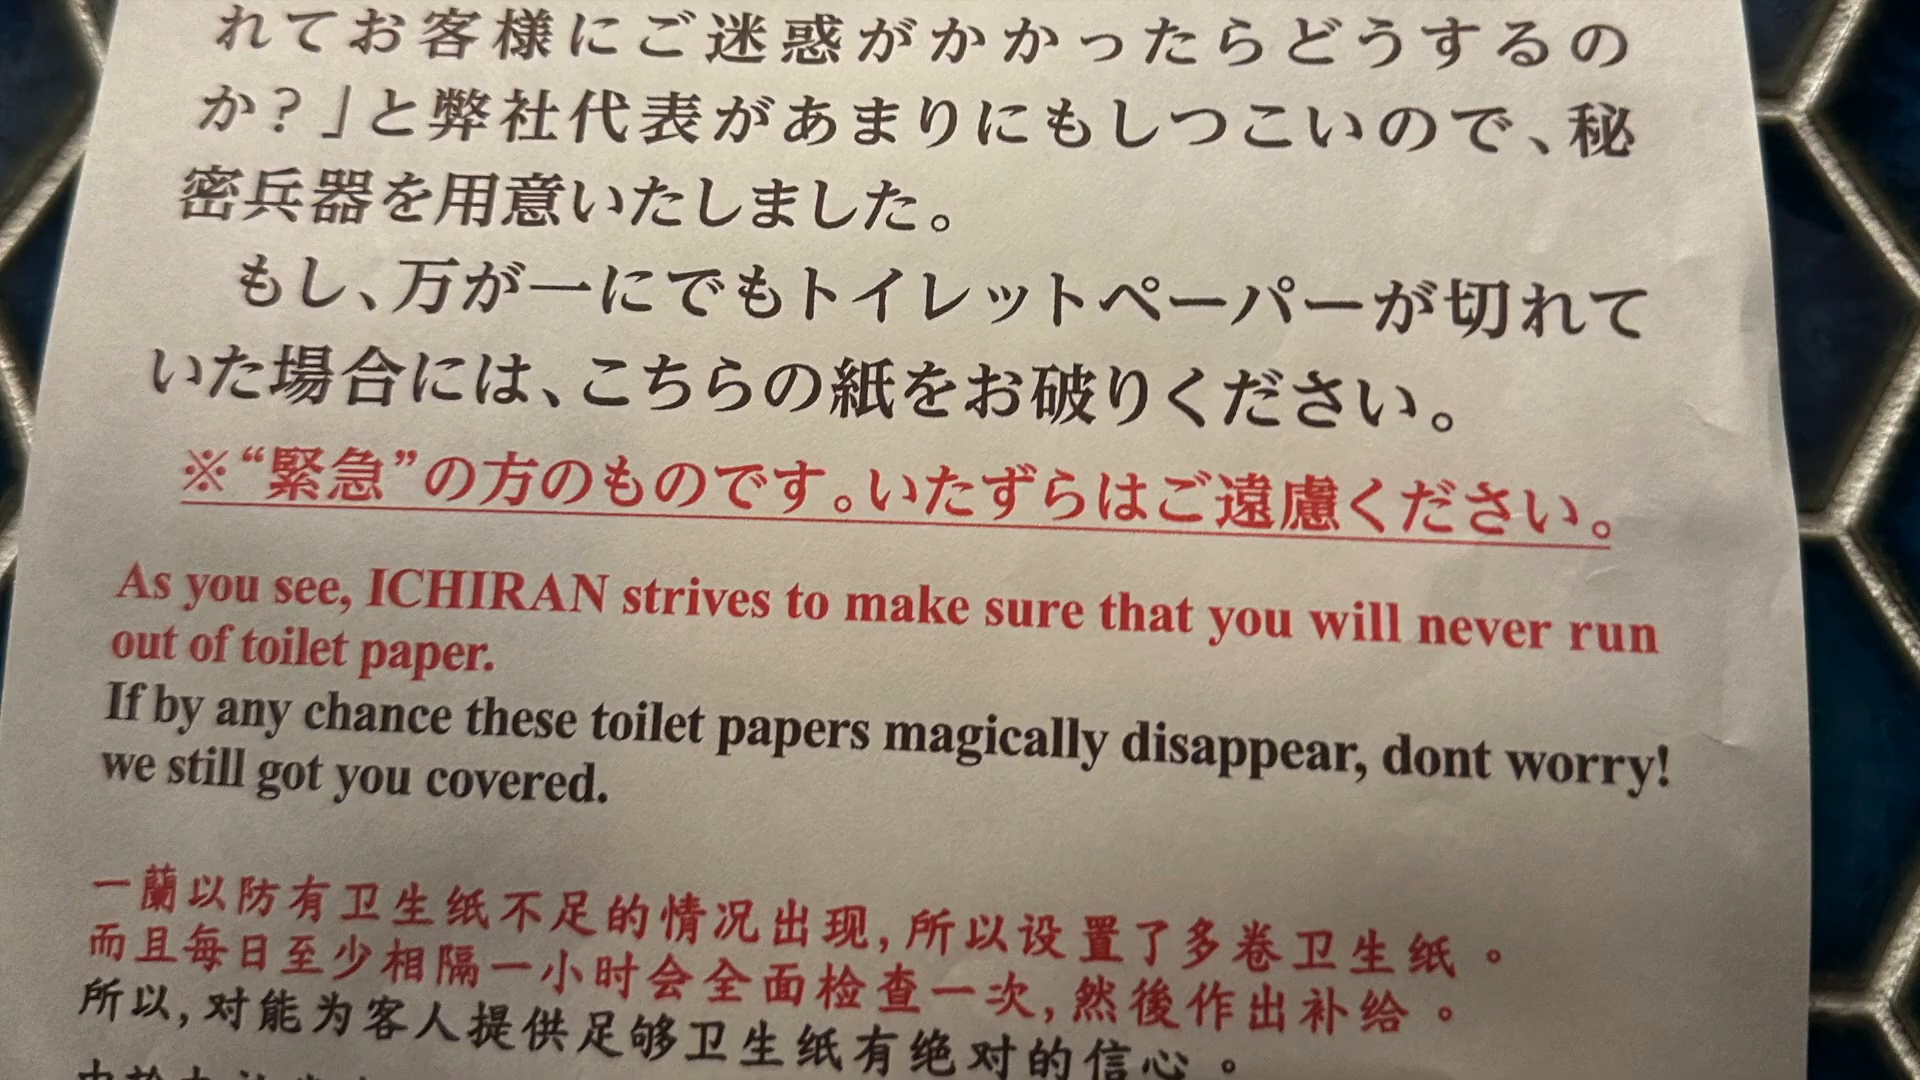 れてお客様にご迷惑がかかったらどうするの
か？」と弊社代表があまりにもしつこいので、秘
密兵器を用意いたしました。
もし、万が一にでもトイレットペーパーが切れて
いた場合には、こちらの紙をお破りください。
※“緊急”の方のものです。いたずらはご遠慮ください。
As you see, ICHIRAN strives to make sure that you will never run
out of toilet paper.
If by any chance these toilet papers magically disappear, dont worry!
we still got you covered.
一蘭以防有卫生纸不足的情况出现,所以设置了多卷卫生纸。
而且每日至少相隔一小时会全面检查一次,然後作出补给。
所以,对能为客人提供足够卫生纸有绝对的信心。